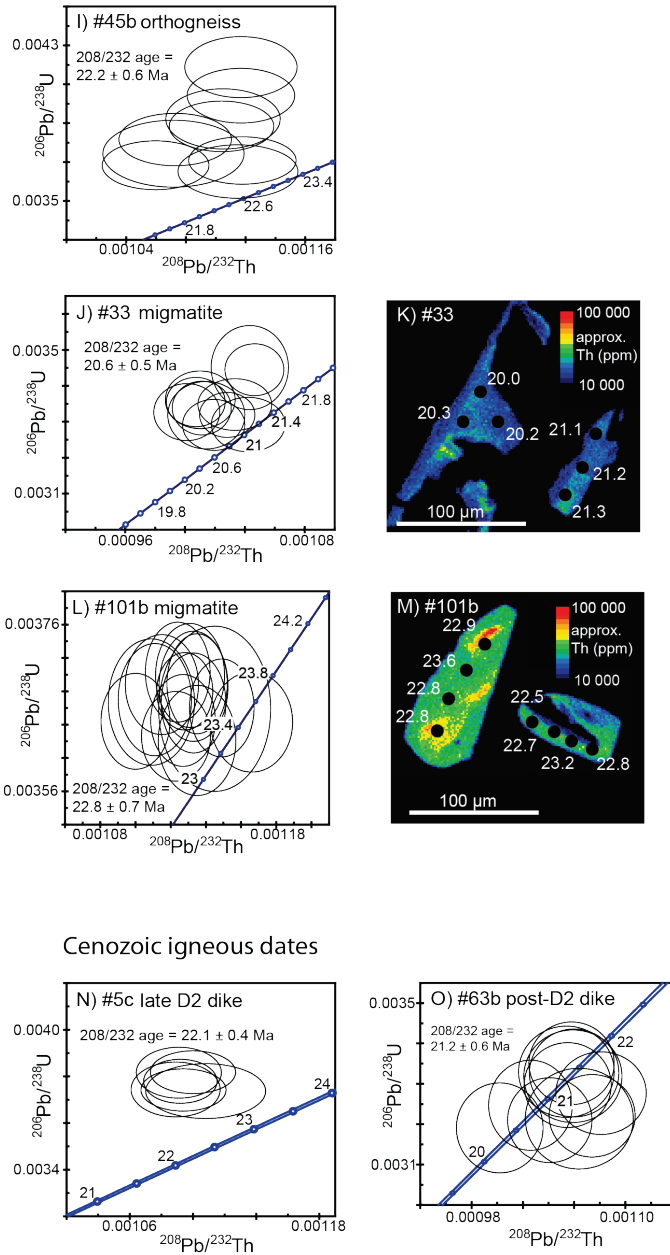 I) #45b orthogneiss
0.0043
208/232 age =
22.2 ± 0.6 Ma
206Pb/238U
0.0035
23.4
22.6
21.8
0.00104
0.00116
208Pb/232Th
J) #33 migmatite
0.0035
208/232 age =
20.6 ± 0.5 Ma
206Pb/238U
21.8
21.4
21
20.6
20.2
19.8
0.0031
0.00096
0.00108
208Pb/232Th
K) #33
100 000
approx.
Th (ppm)
10 000
20.0
20.3
20.2
21.1
21.2
21.3
100 µm
L) #101b migmatite
0.00376
24.2
206Pb/238U
23.8
23.4
23
0.00356
208/232 age =
22.8 ± 0.7 Ma
0.00108
0.00118
208Pb/232Th
M) #101b
100 000
approx.
Th (ppm)
10 000
22.9
23.6
22.8
22.8
22.5
22.7
23.2
22.8
100 µm
Cenozoic igneous dates
N) #5c late D2 dike
0.0040
208/232 age = 22.1 ± 0.4 Ma
206Pb/238U
24
23
22
21
0.0034
0.00106
0.00118
208Pb/232Th
O) #63b post-D2 dike
0.0035
208/232 age =
21.2 ± 0.6 Ma
206Pb/238U
22
21
20
0.0031
0.00098
0.00110
208Pb/232Th